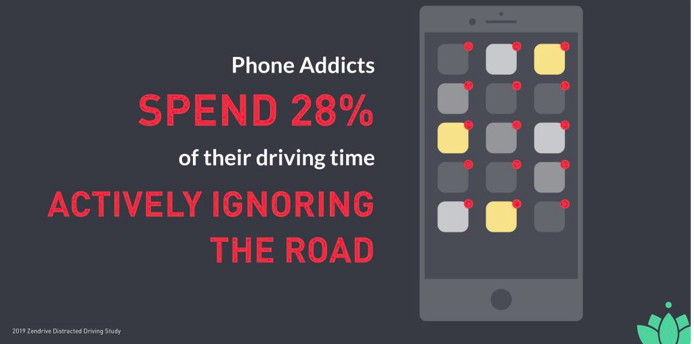 Phone Addicts
SPEND 28%
of their driving time
ACTIVELY IGNORING
THE ROAD
2019 Zendrive Distracted Driving Study